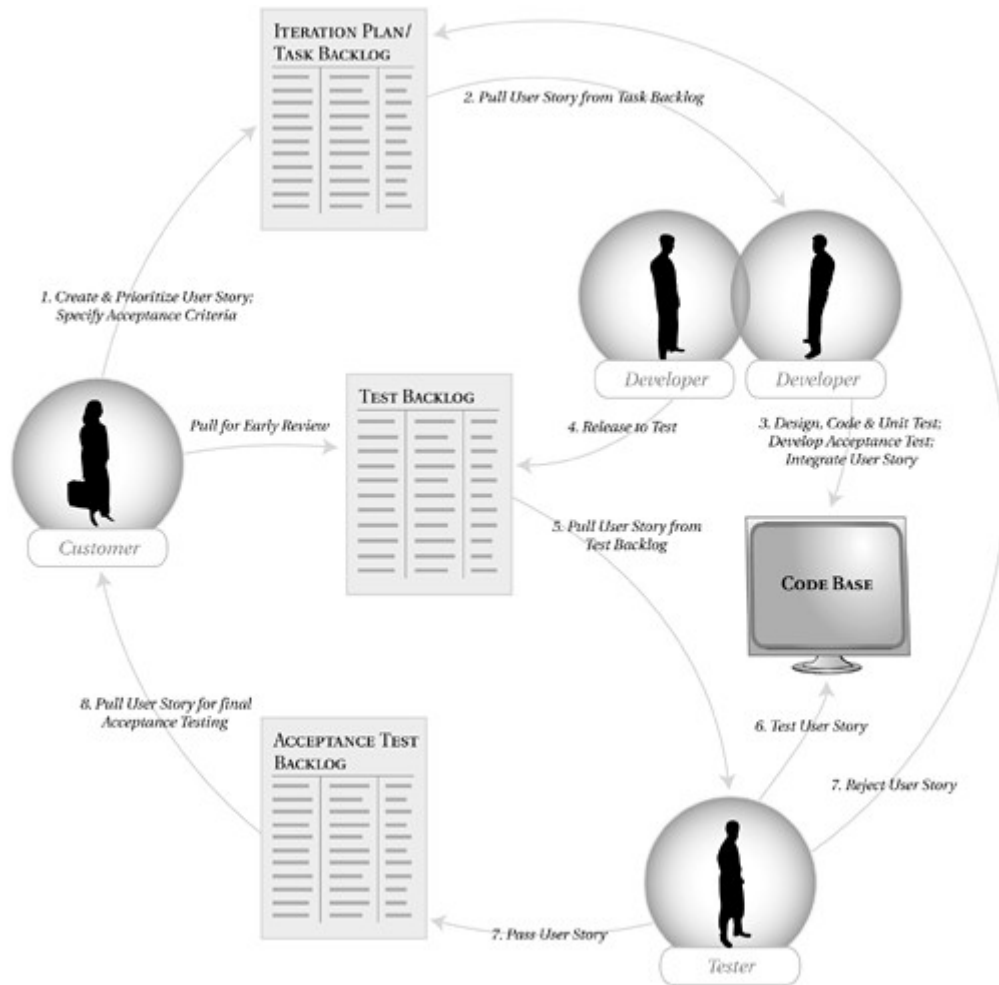 ITERATION PLAN/
TASK BACKLOG
2. Pull User Story from Task Backlog
1. Create & Prioritize User Story;
Specify Acceptance Criteria
Developer
Developer
TEST BACKLOG
Pull for Early Review
4. Release to Test
3. Design, Code & Unit Test;
Develop Acceptance Test;
Integrate User Story
Customer
5. Pull User Story from
Test Backlog
CODE BASE
8. Pull User Story for final
Acceptance Testing
6. Test User Story
ACCEPTANCE TEST
BACKLOG
7. Reject User Story
7. Pass User Story
Tester